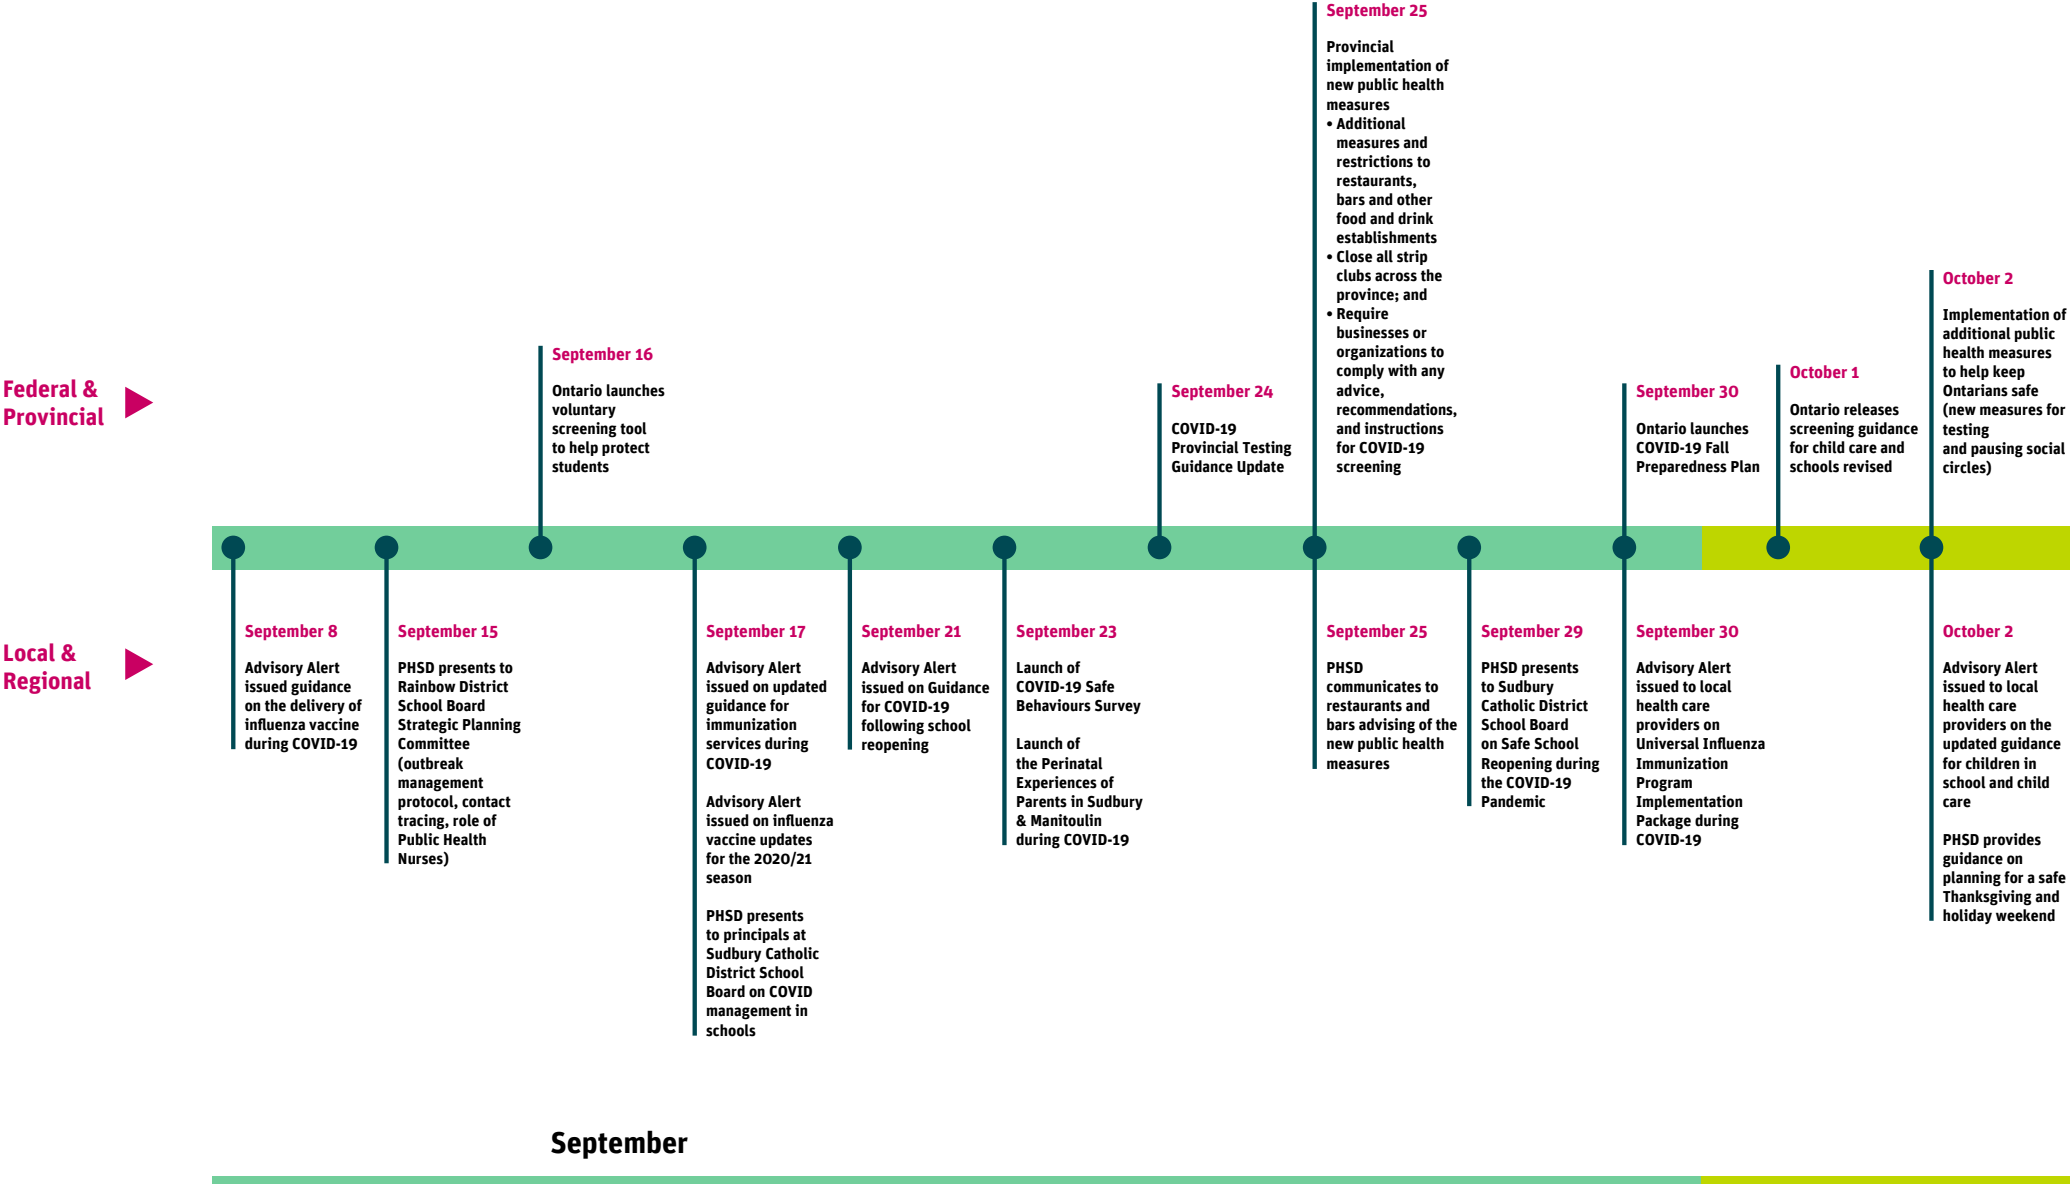 September 25
Provincial
implementation of
new public health
measures
• Additional
measures and
restrictions to
restaurants,
bars and other
food and drink
establishments
• Close all strip
clubs across the
province; and
• Require
businesses or
organizations to
comply with any
advice,
recommendations,
and instructions
for COVID-19
screening
Federal &
Provincial
September 16
Ontario launches
voluntary
screening tool
to help protect
students
September 24
COVID-19
Provincial Testing
Guidance Update
September 30
Ontario launches
COVID-19 Fall
Preparedness Plan
October 1
Ontario releases
screening guidance
for child care and
schools revised
October 2
Implementation of
additional public
health measures
to help keep
Ontarians safe
(new measures for
testing
and pausing social
circles)
Local &
Regional
September 8
Advisory Alert
issued guidance
on the delivery of
influenza vaccine
during COVID-19
September 15
PHSD presents to
Rainbow District
School Board
Strategic Planning
Committee
(outbreak
management
protocol, contact
tracing, role of
Public Health
Nurses)
September 17
Advisory Alert
issued on updated
guidance for
immunization
services during
COVID-19
Advisory Alert
issued on influenza
vaccine updates
for the 2020/21
season
PHSD presents
to principals at
Sudbury Catholic
District School
Board on COVID
management in
schools
September 21
Advisory Alert
issued on Guidance
for COVID-19
following school
reopening
September 23
Launch of
COVID-19 Safe
Behaviours Survey
Launch of
the Perinatal
Experiences of
Parents in Sudbury
& Manitoulin
during COVID-19
September 25
PHSD
communicates to
restaurants and
bars advising of the
new public health
measures
September 29
PHSD presents
to Sudbury
Catholic District
School Board
on Safe School
Reopening during
the COVID-19
Pandemic
September 30
Advisory Alert
issued to local
health care
providers on
Universal Influenza
Immunization
Program
Implementation
Package during
COVID-19
October 2
Advisory Alert
issued to local
health care
providers on the
updated guidance
for children in
school and child
care
PHSD provides
guidance on
planning for a safe
Thanksgiving and
holiday weekend
September